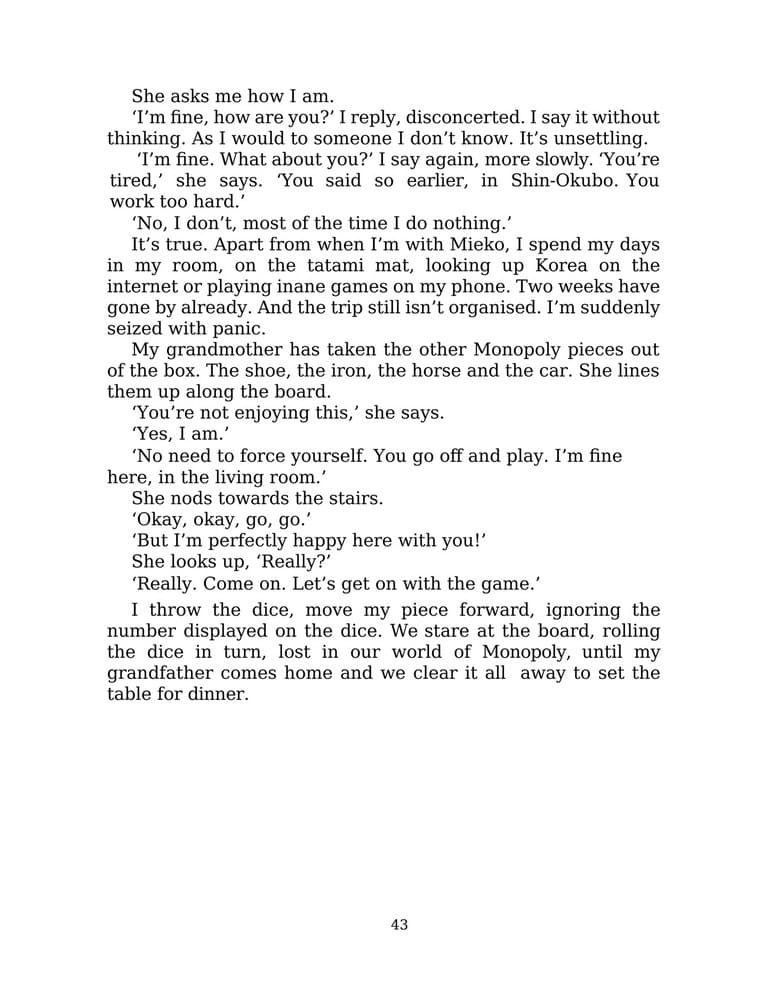 She asks me how I am.
‘I’m fine, how are you?’ I reply, disconcerted. I say it without
thinking. As I would to someone I don’t know. It’s unsettling.
‘I’m fine. What about you?’ I say again, more slowly. ‘You’re
tired,’ she says. ‘You said so earlier, in Shin-Okubo. You
work too hard.’
‘No, I don’t, most of the time I do nothing.’
It’s true. Apart from when I’m with Mieko, I spend my days
in my room, on the tatami mat, looking up Korea on the
internet or playing inane games on my phone. Two weeks have
gone by already. And the trip still isn’t organised. I’m suddenly
seized with panic.
My grandmother has taken the other Monopoly pieces out
of the box. The shoe, the iron, the horse and the car. She lines
them up along the board.
‘You’re not enjoying this,’ she says.
‘Yes, I am.’
‘No need to force yourself. You go off and play. I’m fine
here, in the living room.’
She nods towards the stairs.
‘Okay, okay, go, go.’
‘But I’m perfectly happy here with you!’
She looks up, ‘Really?’
‘Really. Come on. Let’s get on with the game.’
I throw the dice, move my piece forward, ignoring the
number displayed on the dice. We stare at the board, rolling
the dice in turn, lost in our world of Monopoly, until my
grandfather comes home and we clear it all away to set the
table for dinner.
43